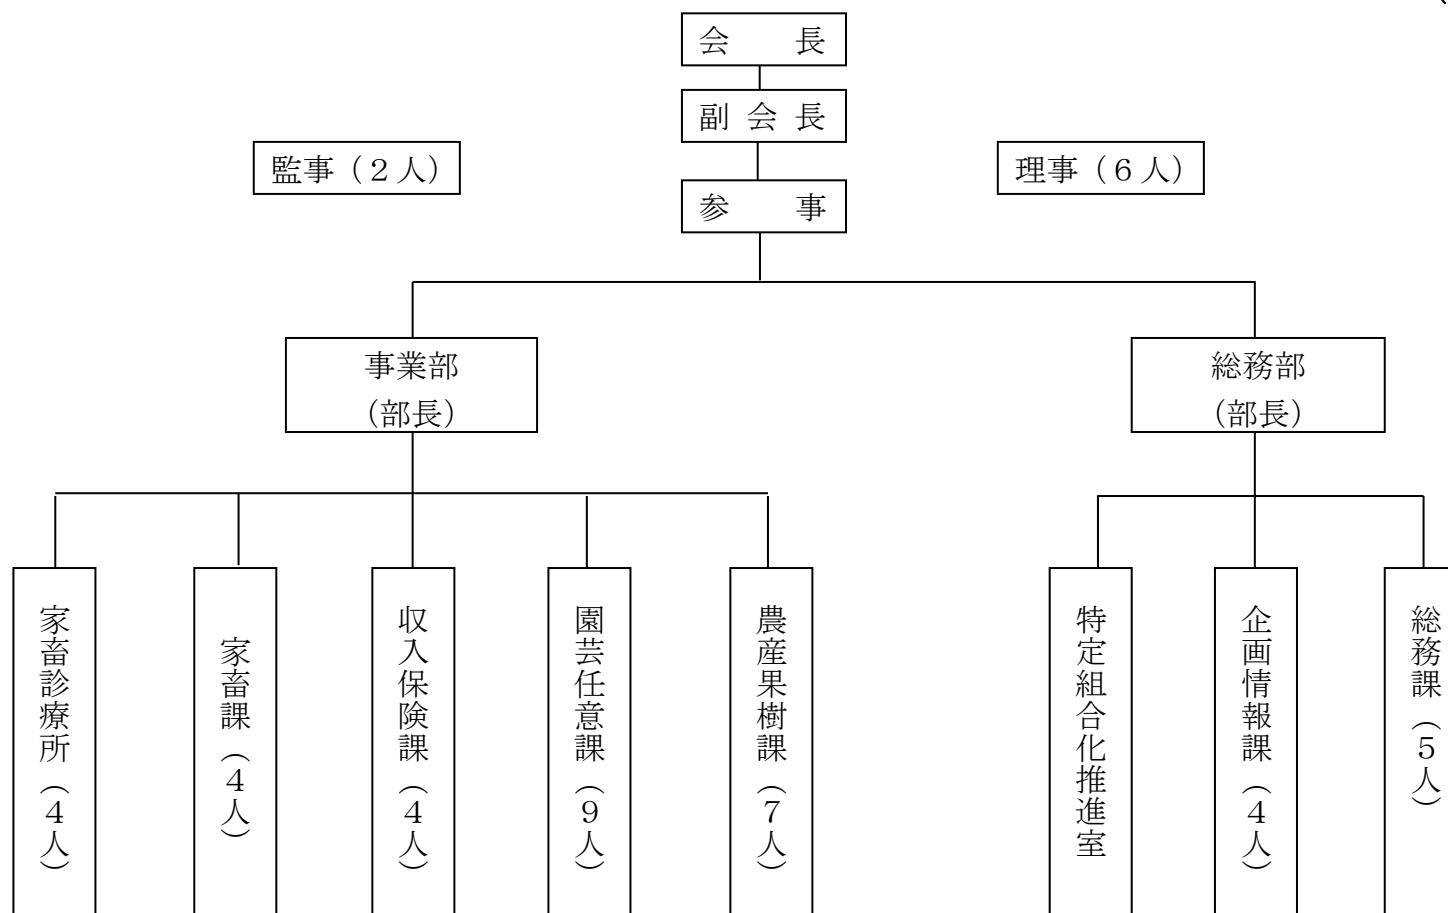 会　　長
副 会 長
監事（２人）
理事（６人）
参　　事
事業部
（部長）
総務部
（部長）
家畜診療所（４人）
家畜課（４人）
収入保険課（４人）
園芸任意課（９人）
農産果樹課（７人）
特定組合化推進室
企画情報課（４人）
総務課（５人）